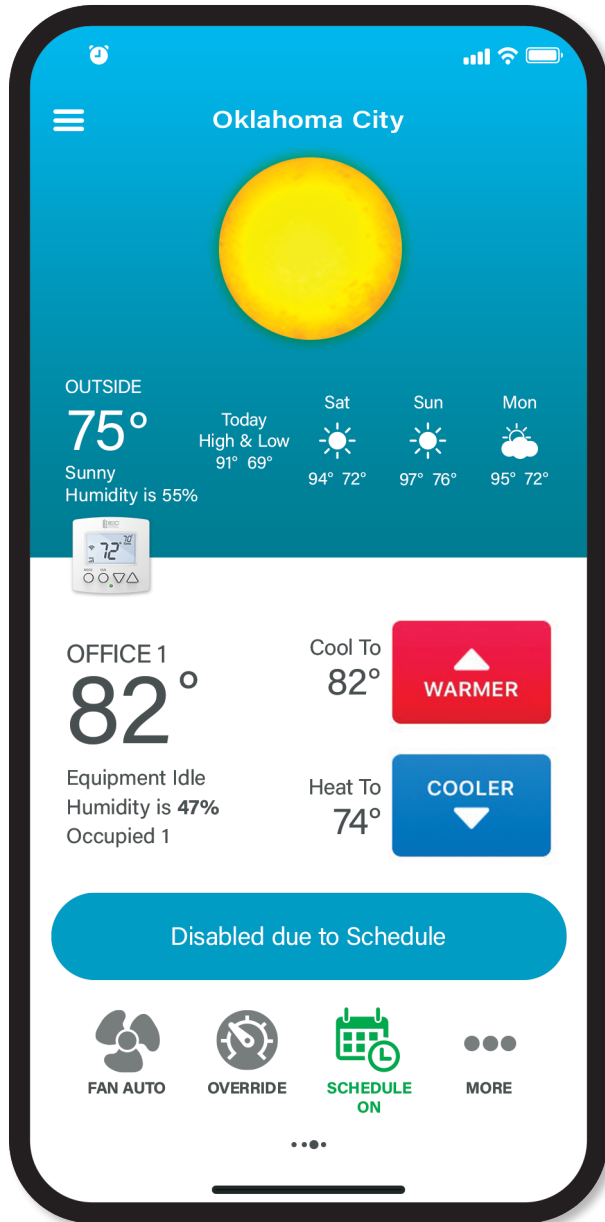 Oklahoma City
OUTSIDE
75°
Sunny
Humidity is 55%
Today
High & Low
91° 69°
Sat
94° 72°
Sun
97° 76°
Mon
95° 72°
72°
70°
OFFICE 1
82°
Equipment Idle
Humidity is 47%
Occupied 1
Cool To
82°
WARMER
Heat To
74°
COOLER
Disabled due to Schedule
FAN AUTO
OVERRIDE
SCHEDULE
ON
MORE